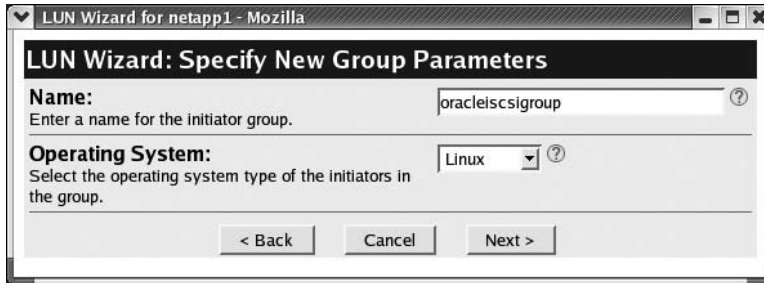 LUN Wizard for netapp1 - Mozilla
LUN Wizard: Specify New Group Parameters
Name:
Enter a name for the initiator group.
oracleiscsigroup
?
Operating System:
Select the operating system type of the initiators in
the group.
Linux
?
< Back
Cancel
Next >